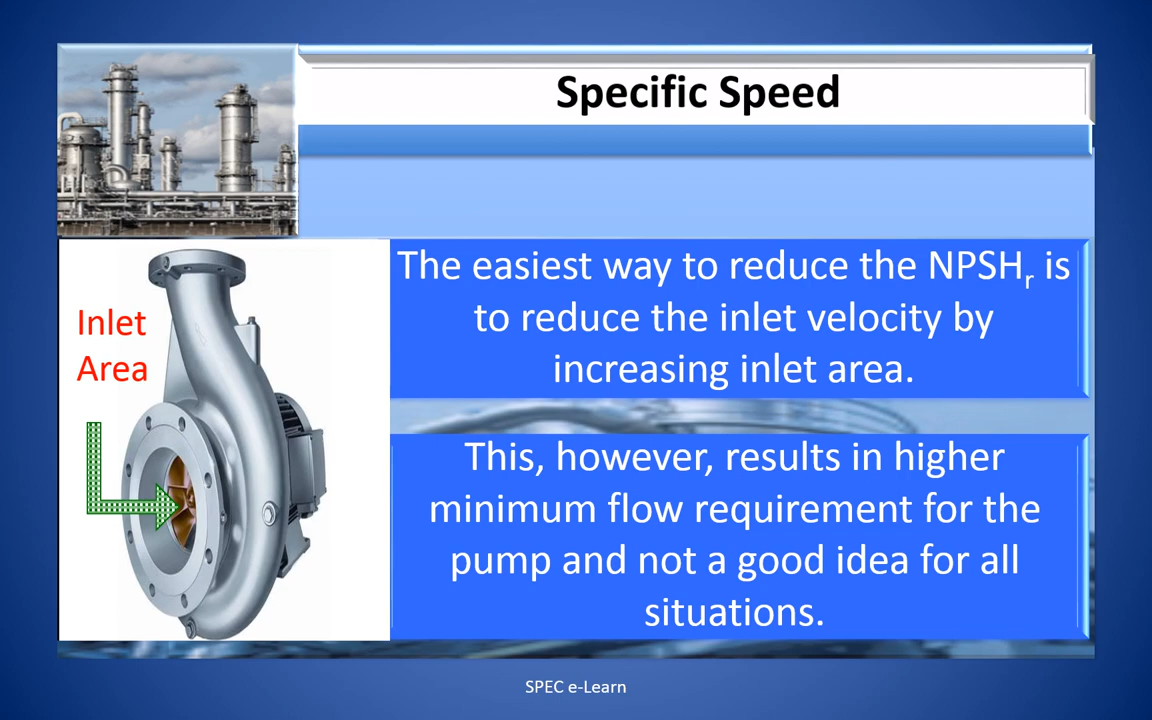 Specific Speed
Inlet
Area
The easiest way to reduce the NPSHr is
to reduce the inlet velocity by
increasing inlet area.
This, however, results in higher
minimum flow requirement for the
pump and not a good idea for all
situations.
SPEC e-Learn